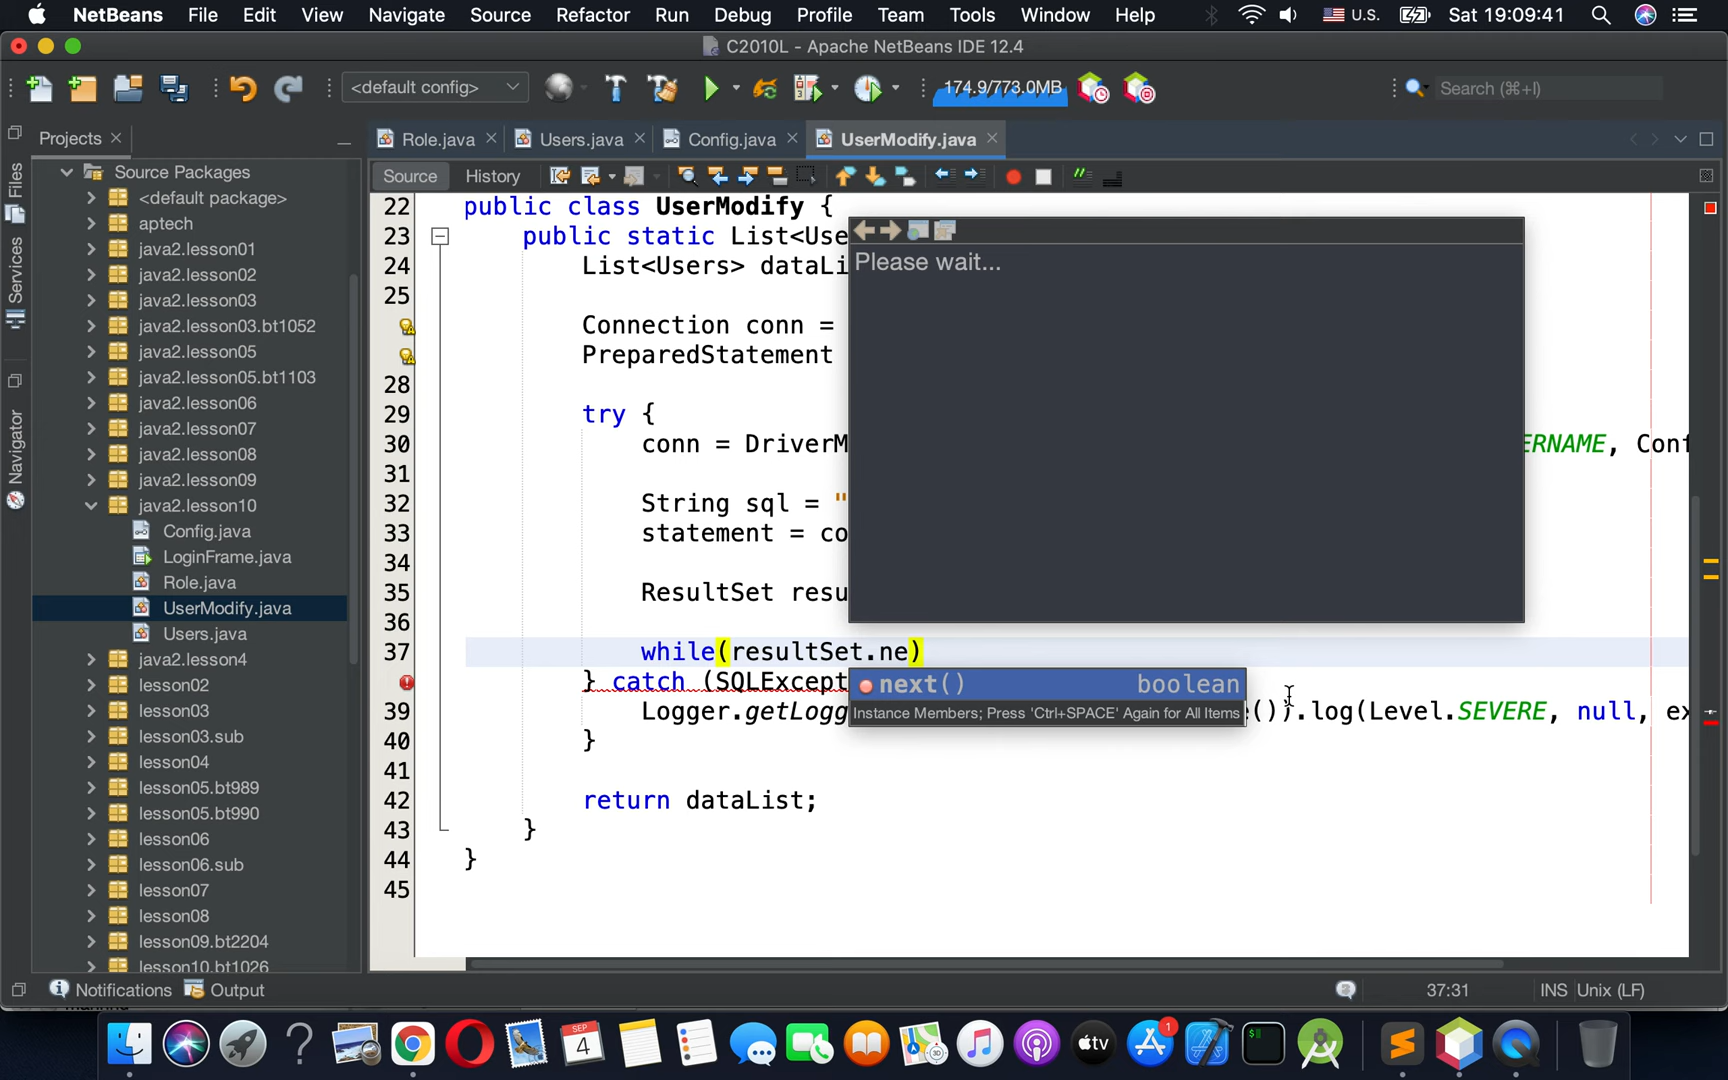 NetBeans File Edit View Navigate Source Refactor Run Debug Profile Team Tools Window Help U.S. Sat 19:09:41
C2010L - Apache NetBeans IDE 12.4
<default config> 174.9/773.0MB Search (⌘+I)
Projects Role.java Users.java Config.java UserModify.java
Source History
Files
Services
Navigator
Source Packages
<default package>
aptech
java2.lesson01
java2.lesson02
java2.lesson03
java2.lesson03.bt1052
java2.lesson05
java2.lesson05.bt1103
java2.lesson06
java2.lesson07
java2.lesson08
java2.lesson09
java2.lesson10
Config.java
LoginFrame.java
Role.java
UserModify.java
Users.java
java2.lesson4
lesson02
lesson03
lesson03.sub
lesson04
lesson05.bt989
lesson05.bt990
lesson06
lesson06.sub
lesson07
lesson08
lesson09.bt2204
lesson10.bt1026
22 public class UserModify {
23 public static List<Use
24 List<Users> dataLi
25
Connection conn =
PreparedStatement
28
29 try {
30 conn = DriverM ERNAME, Conf
31
32 String sql = "
33 statement = co
34
35 ResultSet resu
36
37 while(resultSet.ne)
} catch (SQLExcept
39 Logger.getLogg e()).log(Level.SEVERE, null, ex
40 }
41
42 return dataList;
43 }
44 }
45
Please wait...
next() boolean
Instance Members; Press 'Ctrl+SPACE' Again for All Items
Notifications Output 37:31 INS Unix (LF)
SEP
4
30
tv
1
$